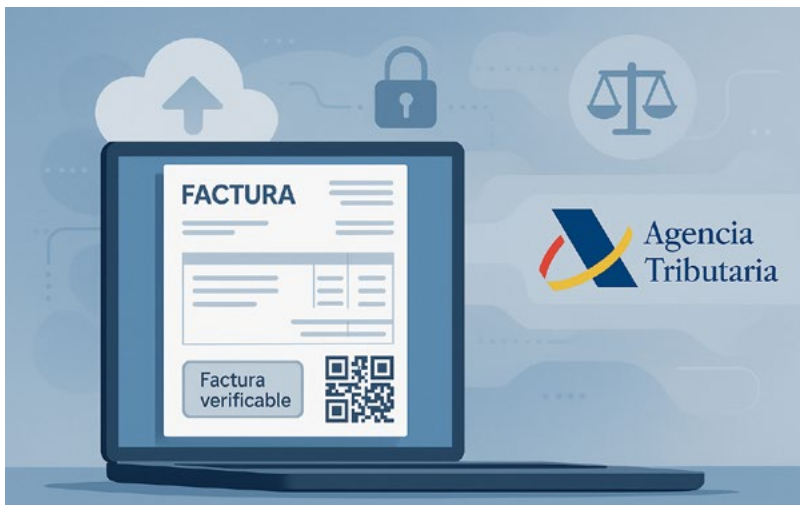 FACTURA
Factura
verificable
Agencia
Tributaria